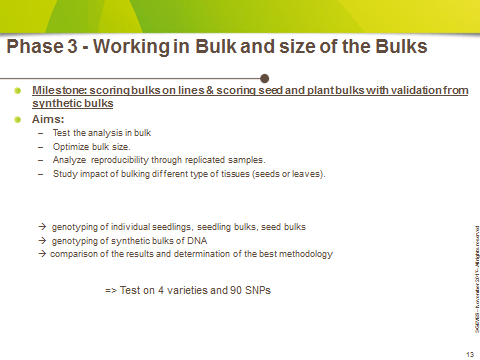 Phase 3 - Working in Bulk and size of the Bulks
Milestone: scoring bulks on lines & scoring seed and plant bulks with validation from
synthetic bulks
Aims:
– Test the analysis in bulk
– Optimize bulk size.
– Analyze reproducibility through replicated samples.
– Study impact of bulking different type of tissues (seeds or leaves).
→ genotyping of individual seedlings, seedling bulks, seed bulks
→ genotyping of synthetic bulks of DNA
→ comparison of the results and determination of the best methodology
=> Test on 4 varieties and 90 SNPs
All rights reserved
13